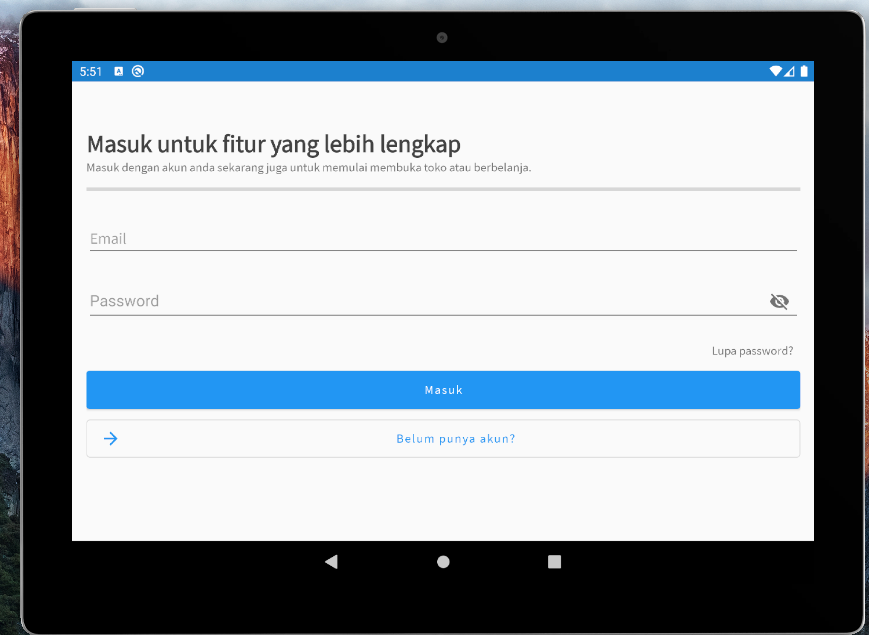 5:51
Masuk untuk fitur yang lebih lengkap
Masuk dengan akun anda sekarang juga untuk memulai membuka toko atau berbelanja.
Email
Password
Lupa password?
Masuk
Belum punya akun?